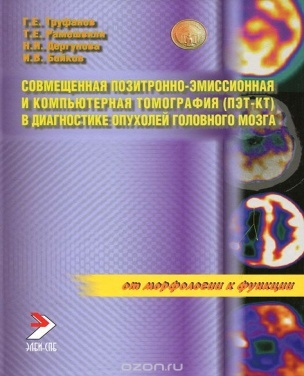 Г.Е. Труфанов
Т.Е. Рамешвили
Н.И. Дергунова
В.В. Бойков
СОВМЕЩЕННАЯ ПОЗИТРОННО-ЭМИССИОННАЯ
И КОМПЬЮТЕРНАЯ ТОМОГРАФИЯ (ПЭТ-КТ)
В ДИАГНОСТИКЕ ОПУХОЛЕЙ ГОЛОВНОГО МОЗГА
от морфологии к функции
ЭЛБИ-СПб
ozon.ru